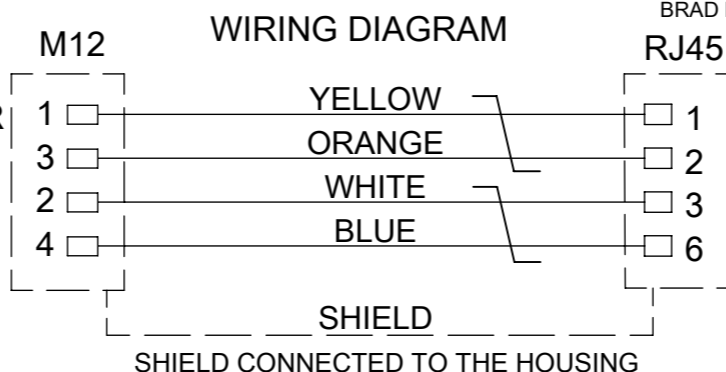 BRAD
WIRING DIAGRAM
M12
RJ45
1 YELLOW 1
3 ORANGE 2
2 WHITE 3
4 BLUE 6
SHIELD
SHIELD CONNECTED TO THE HOUSING